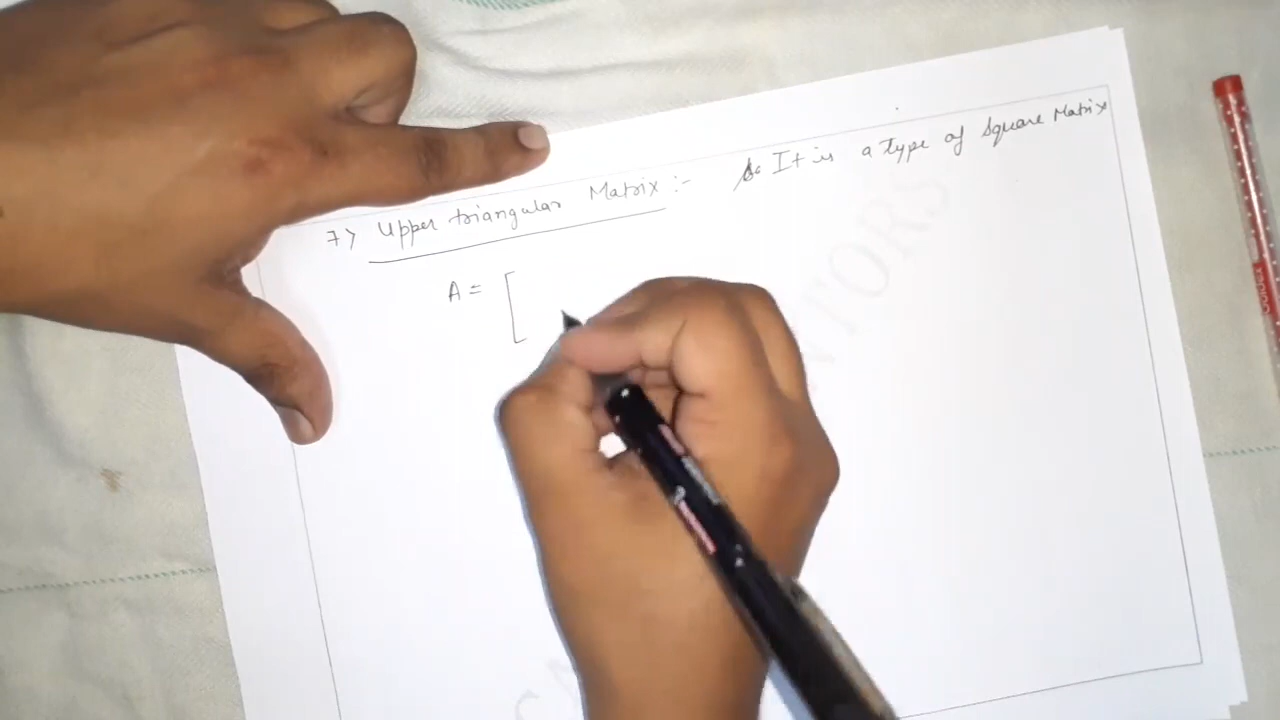 7> Upper triangular Matrix :- It is a type of Square Matrix
A = [